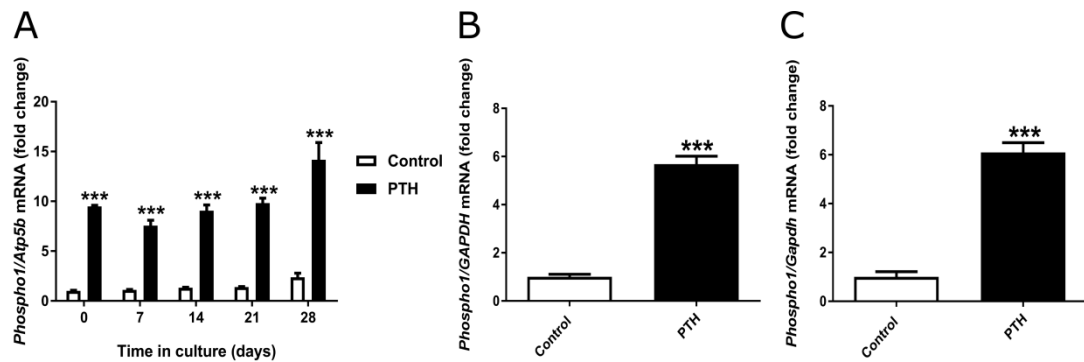 A
Phospho1/Atp5b mRNA (fold change)
20
15
10
5
0
***
***
***
***
***
0 7 14 21 28
Time in culture (days)
Control
PTH
B
Phospho1/GAPDH mRNA (fold change)
8
6
4
2
0
***
Control
PTH
C
Phospho1/Gapdh mRNA (fold change)
8
6
4
2
0
***
Control
PTH